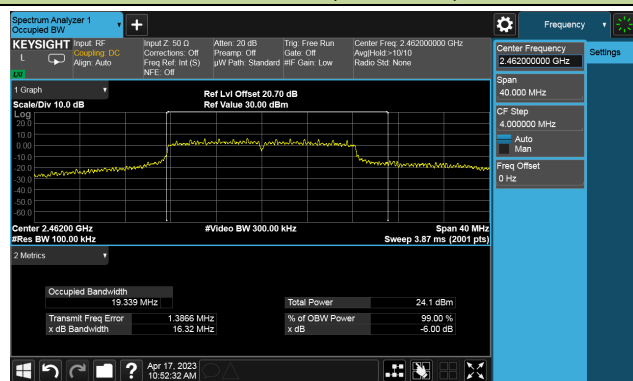 Spectrum Analyzer 1
Occupied BW
Frequency
KEYSIGHT
L
LXI
Input: RF
Coupling: DC
Align: Auto
Input Z: 50 Ω
Corrections: Off
Freq Ref: Int (S)
NFE: Off
Atten: 20 dB
Preamp: Off
µW Path: Standard
Trig: Free Run
Gate: Off
#IF Gain: Low
Center Freq: 2.462000000 GHz
Avg|Hold:>10/10
Radio Std: None
Center Frequency
2.462000000 GHz
Settings
Span
40.000 MHz
CF Step
4.000000 MHz
Auto
Man
Freq Offset
0 Hz
1 Graph
Scale/Div 10.0 dB
Ref Lvl Offset 20.70 dB
Ref Value 30.00 dBm
Log
20.0
10.0
0.00
-10.0
-20.0
-30.0
-40.0
-50.0
-60.0
Center 2.46200 GHz
#Res BW 100.00 kHz
#Video BW 300.00 kHz
Span 40 MHz
Sweep 3.87 ms (2001 pts)
2 Metrics
Occupied Bandwidth
19.339 MHz
Total Power 24.1 dBm
Transmit Freq Error 1.3866 MHz
% of OBW Power 99.00 %
x dB Bandwidth 16.32 MHz
x dB -6.00 dB
?
Apr 17, 2023
10:52:32 AM